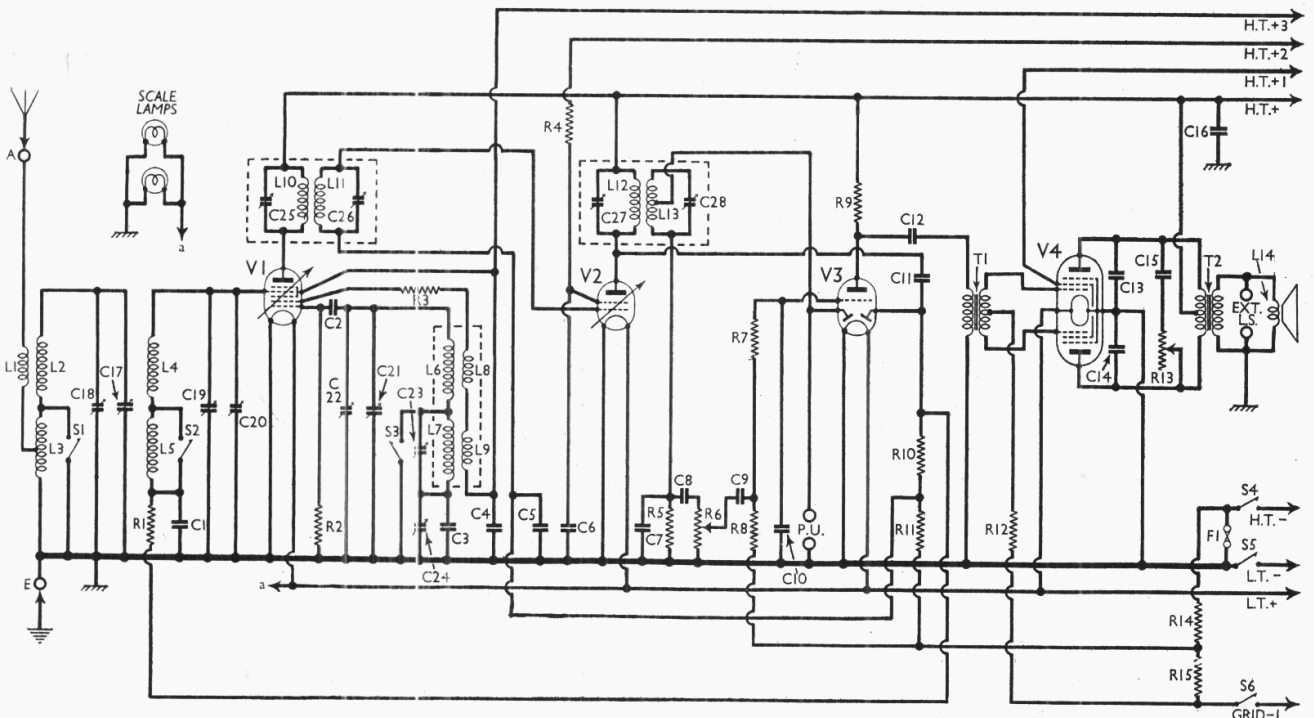 H.T.+3
H.T.+2
H.T.+1
H.T.+
SCALE
LAMPS
A
a
R4
C16
L10
L11
C25
C26
L12
L13
C27
C28
R9
C12
C11
V1
V2
V3
V4
T1
T2
C15
C13
C14
R13
L14
EXT.
L.S.
L1
L2
C17
C18
L3
S1
L4
C19
C20
L5
S2
R1
C1
C2
R3
C
22
C21
C23
S3
L6
L8
L7
L9
R2
C24
C3
C4
C5
C6
C7
R5
C8
R6
C9
R7
R8
C10
P.U.
R10
R11
R12
F1
S4
H.T.-
S5
L.T.-
L.T.+
E
a
R14
R15
S6
GRID-1